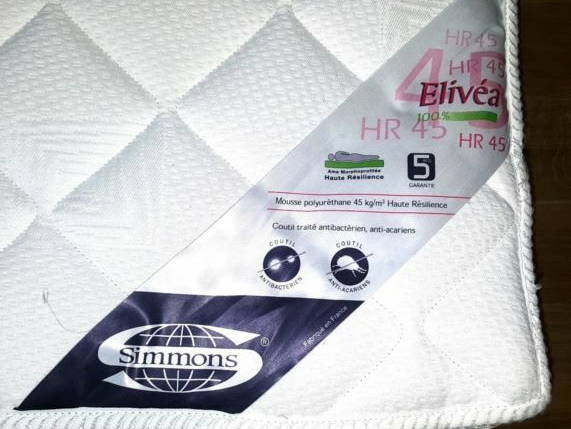 HR 45
HR 45
45
Elivéa
100%
HR 45
HR 45
Ame Morphoprofilée
Haute Résilience
5
GARANTIE
Mousse polyuréthane 45 kg/m³ Haute Résilience
Coutil traité antibactérien, anti-acariens
COUTIL
ANTIBACTERIEN
COUTIL
ANTI-ACARIENS
Fabriqué en France
Simmons®